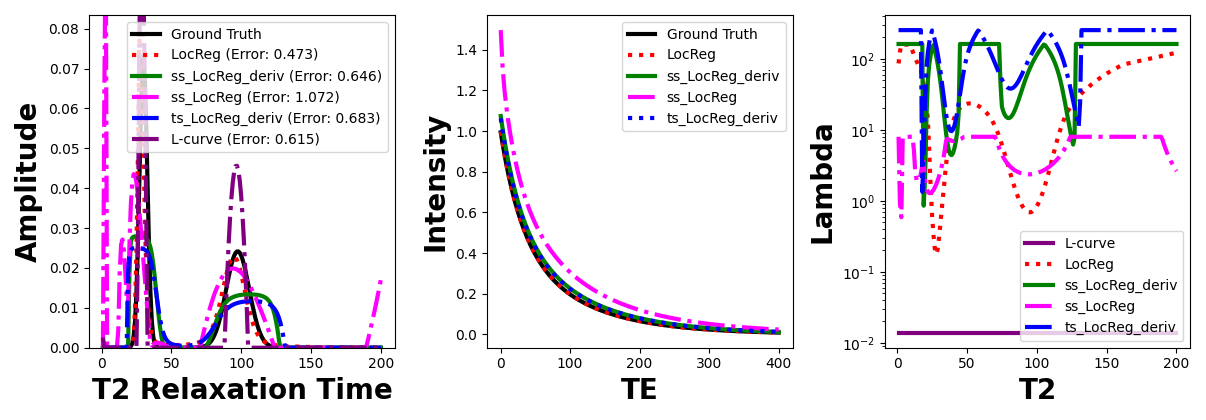 Amplitude
0.08
0.07
0.06
0.05
0.04
0.03
0.02
0.01
0.00
0
50
100
150
200
T2 Relaxation Time
Ground Truth
LocReg (Error: 0.473)
ss_LocReg_deriv (Error: 0.646)
ss_LocReg (Error: 1.072)
ts_LocReg_deriv (Error: 0.683)
L-curve (Error: 0.615)
Intensity
1.4
1.2
1.0
0.8
0.6
0.4
0.2
0.0
0
100
200
300
400
TE
Ground Truth
LocReg
ss_LocReg_deriv
ss_LocReg
ts_LocReg_deriv
Lambda
10²
10¹
10⁰
10⁻¹
10⁻²
0
50
100
150
200
T2
L-curve
LocReg
ss_LocReg_deriv
ss_LocReg
ts_LocReg_deriv